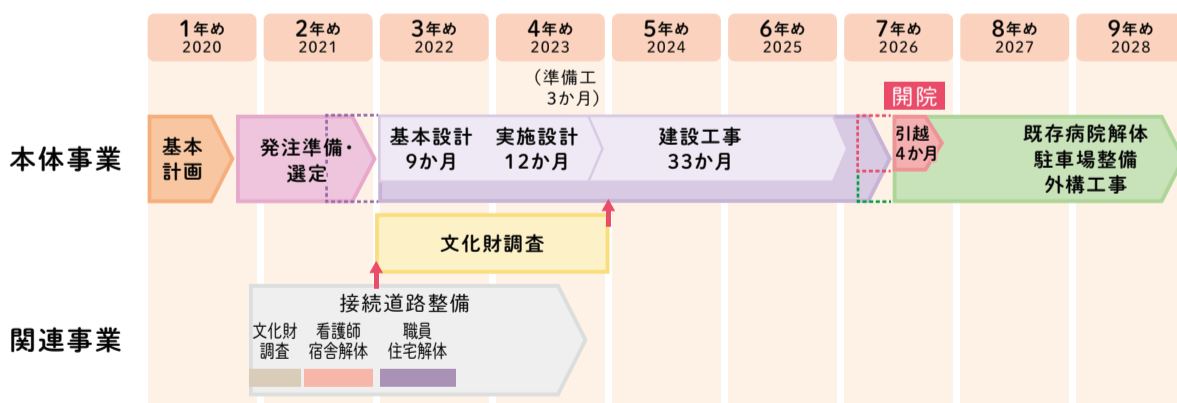 1年め
2020
2年め
2021
3年め
2022
4年め
2023
5年め
2024
6年め
2025
7年め
2026
8年め
2027
9年め
2028
(準備工
3か月)
開院
本体事業
基本
計画
発注準備・
選定
基本設計
9か月
実施設計
12か月
建設工事
33か月
引越
4か月
既存病院解体
駐車場整備
外構工事
文化財調査
関連事業
接続道路整備
文化財
調査
看護師
宿舎解体
職員
住宅解体